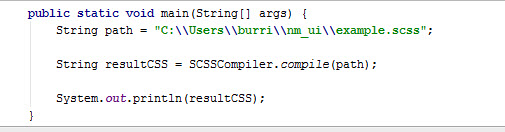 public static void main(String[] args) {
String path = "C:\\Users\\burri\\nm_ui\\example.scss";
String resultCSS = SCSSCompiler.compile(path);
System.out.println(resultCSS);
}